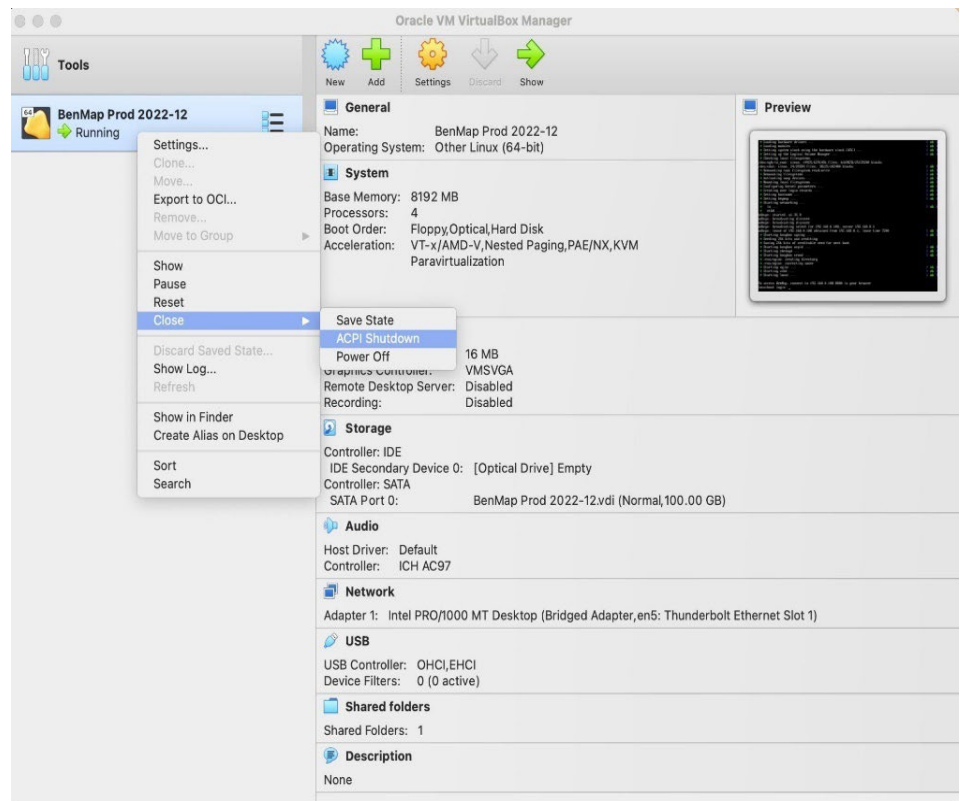 Oracle VM VirtualBox Manager
Tools
New Add Settings Discard Show
64
BenMap Prod 2022-12
Running
Settings...
Clone...
Move...
Export to OCI...
Remove...
Move to Group
Show
Pause
Reset
Close
Discard Saved State...
Show Log...
Refresh
Show in Finder
Create Alias on Desktop
Sort
Search
Save State
ACPI Shutdown
Power Off
General
Name: BenMap Prod 2022-12
Operating System: Other Linux (64-bit)
System
Base Memory: 8192 MB
Processors: 4
Boot Order: Floppy,Optical,Hard Disk
Acceleration: VT-x/AMD-V,Nested Paging,PAE/NX,KVM
Paravirtualization
Preview
16 MB
Graphics Controller: VMSVGA
Remote Desktop Server: Disabled
Recording: Disabled
Storage
Controller: IDE
IDE Secondary Device 0: [Optical Drive] Empty
Controller: SATA
SATA Port 0: BenMap Prod 2022-12.vdi (Normal,100.00 GB)
Audio
Host Driver: Default
Controller: ICH AC97
Network
Adapter 1: Intel PRO/1000 MT Desktop (Bridged Adapter,en5: Thunderbolt Ethernet Slot 1)
USB
USB Controller: OHCI,EHCI
Device Filters: 0 (0 active)
Shared folders
Shared Folders: 1
Description
None